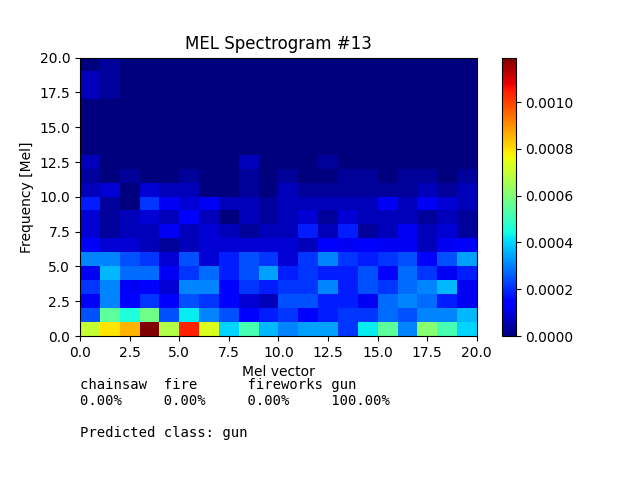 MEL Spectrogram #13
Frequency [Mel]
20.0
17.5
15.0
12.5
10.0
7.5
5.0
2.5
0.0
0.0 2.5 5.0 7.5 10.0 12.5 15.0 17.5 20.0
Mel vector
0.0010
0.0008
0.0006
0.0004
0.0002
0.0000
chainsaw fire fireworks gun
0.00% 0.00% 0.00% 100.00%
Predicted class: gun